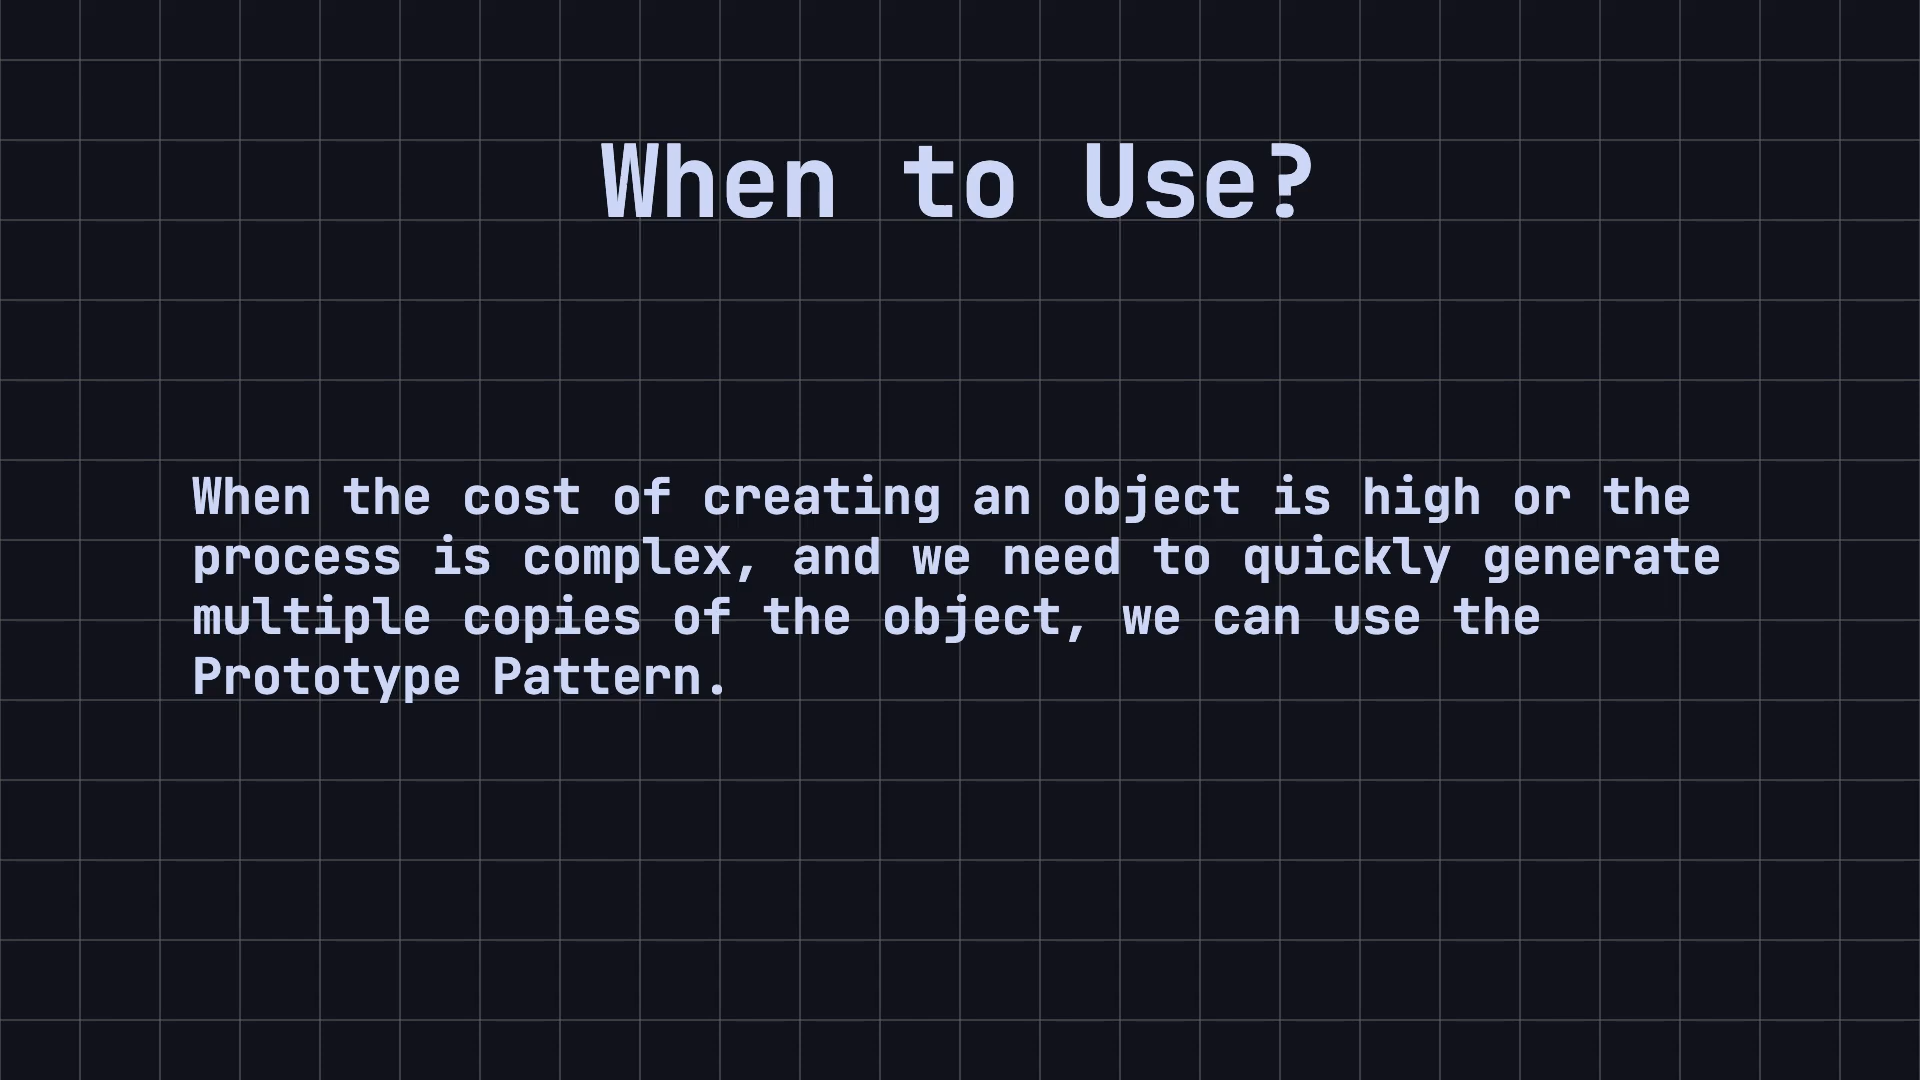 When to Use?
When the cost of creating an object is high or the
process is complex, and we need to quickly generate
multiple copies of the object, we can use the
Prototype Pattern.